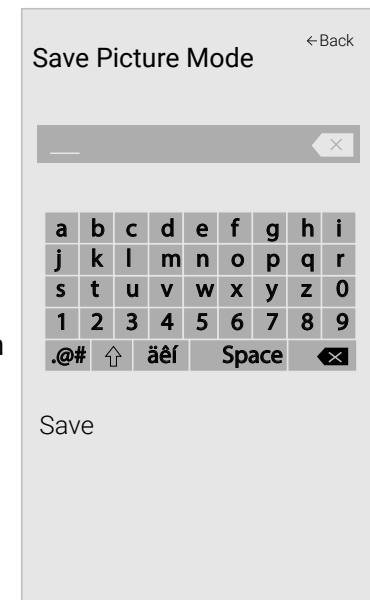 ←Back
Save Picture Mode
a b c d e f g h i
j k l m n o p q r
s t u v w x y z 0
1 2 3 4 5 6 7 8 9
.@# äêí Space
Save